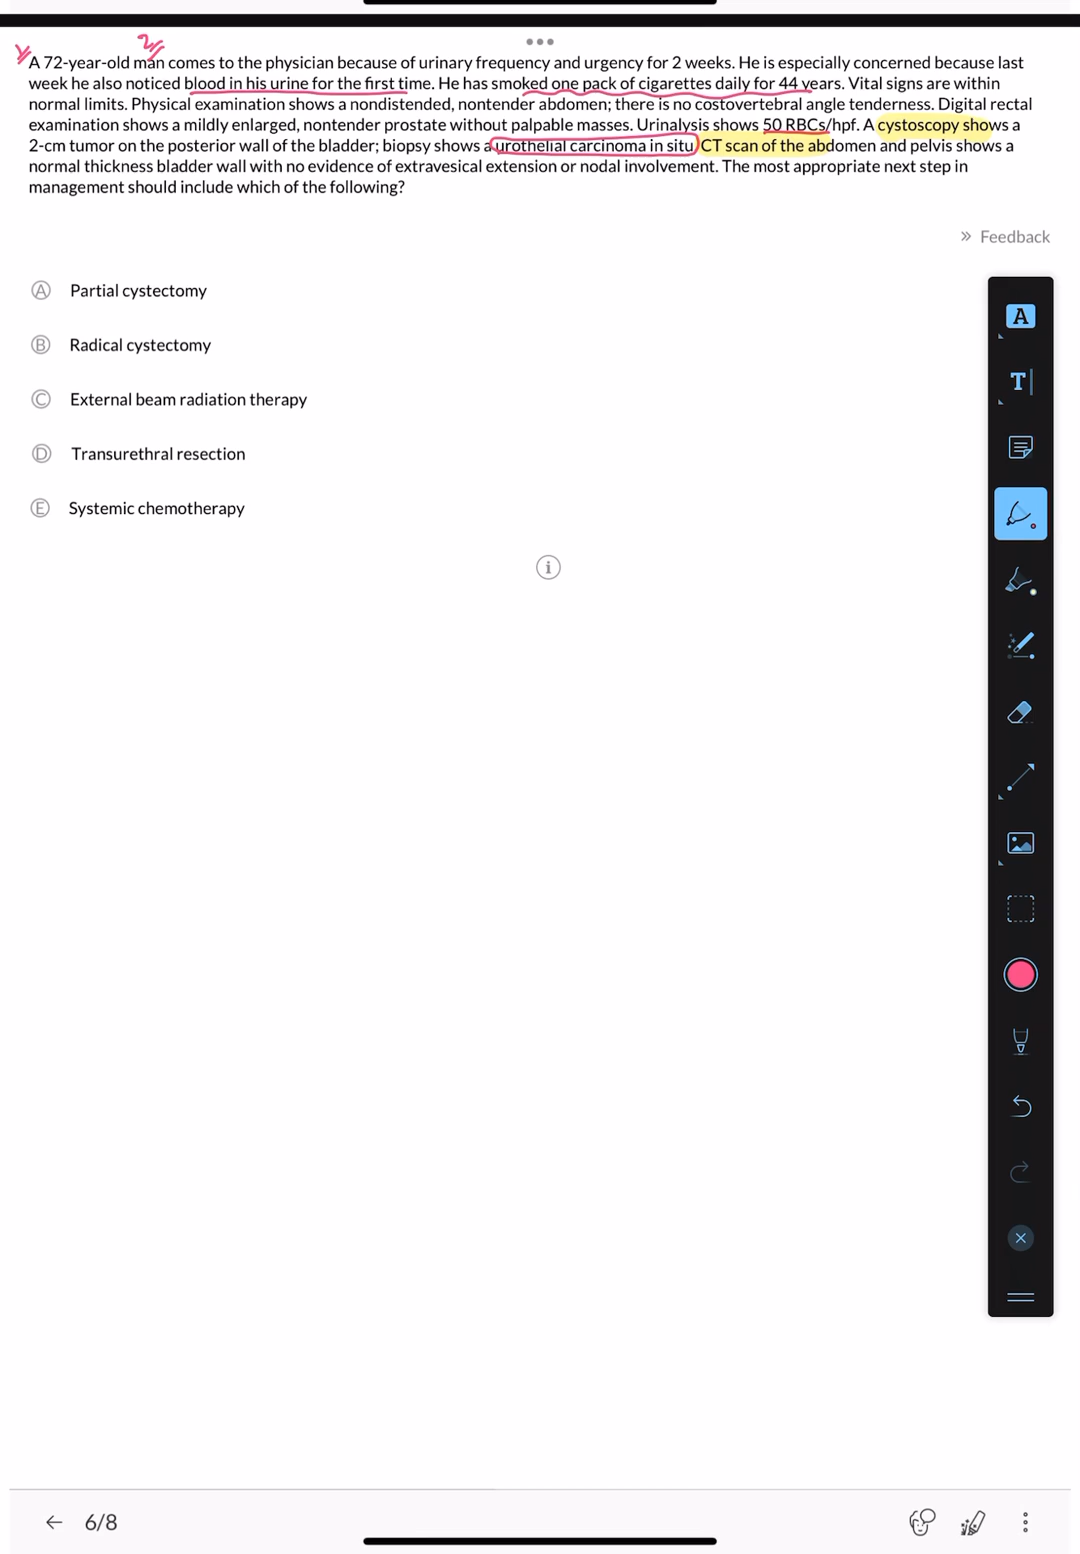 A 72-year-old man comes to the physician because of urinary frequency and urgency for 2 weeks. He is especially concerned because last
week he also noticed blood in his urine for the first time. He has smoked one pack of cigarettes daily for 44 years. Vital signs are within
normal limits. Physical examination shows a nondistended, nontender abdomen; there is no costovertebral angle tenderness. Digital rectal
examination shows a mildly enlarged, nontender prostate without palpable masses. Urinalysis shows 50 RBCs/hpf. A cystoscopy shows a
2-cm tumor on the posterior wall of the bladder; biopsy shows a urothelial carcinoma in situ CT scan of the abdomen and pelvis shows a
normal thickness bladder wall with no evidence of extravesical extension or nodal involvement. The most appropriate next step in
management should include which of the following?
» Feedback
A Partial cystectomy
B Radical cystectomy
C External beam radiation therapy
D Transurethral resection
E Systemic chemotherapy
i
A
T
6/8